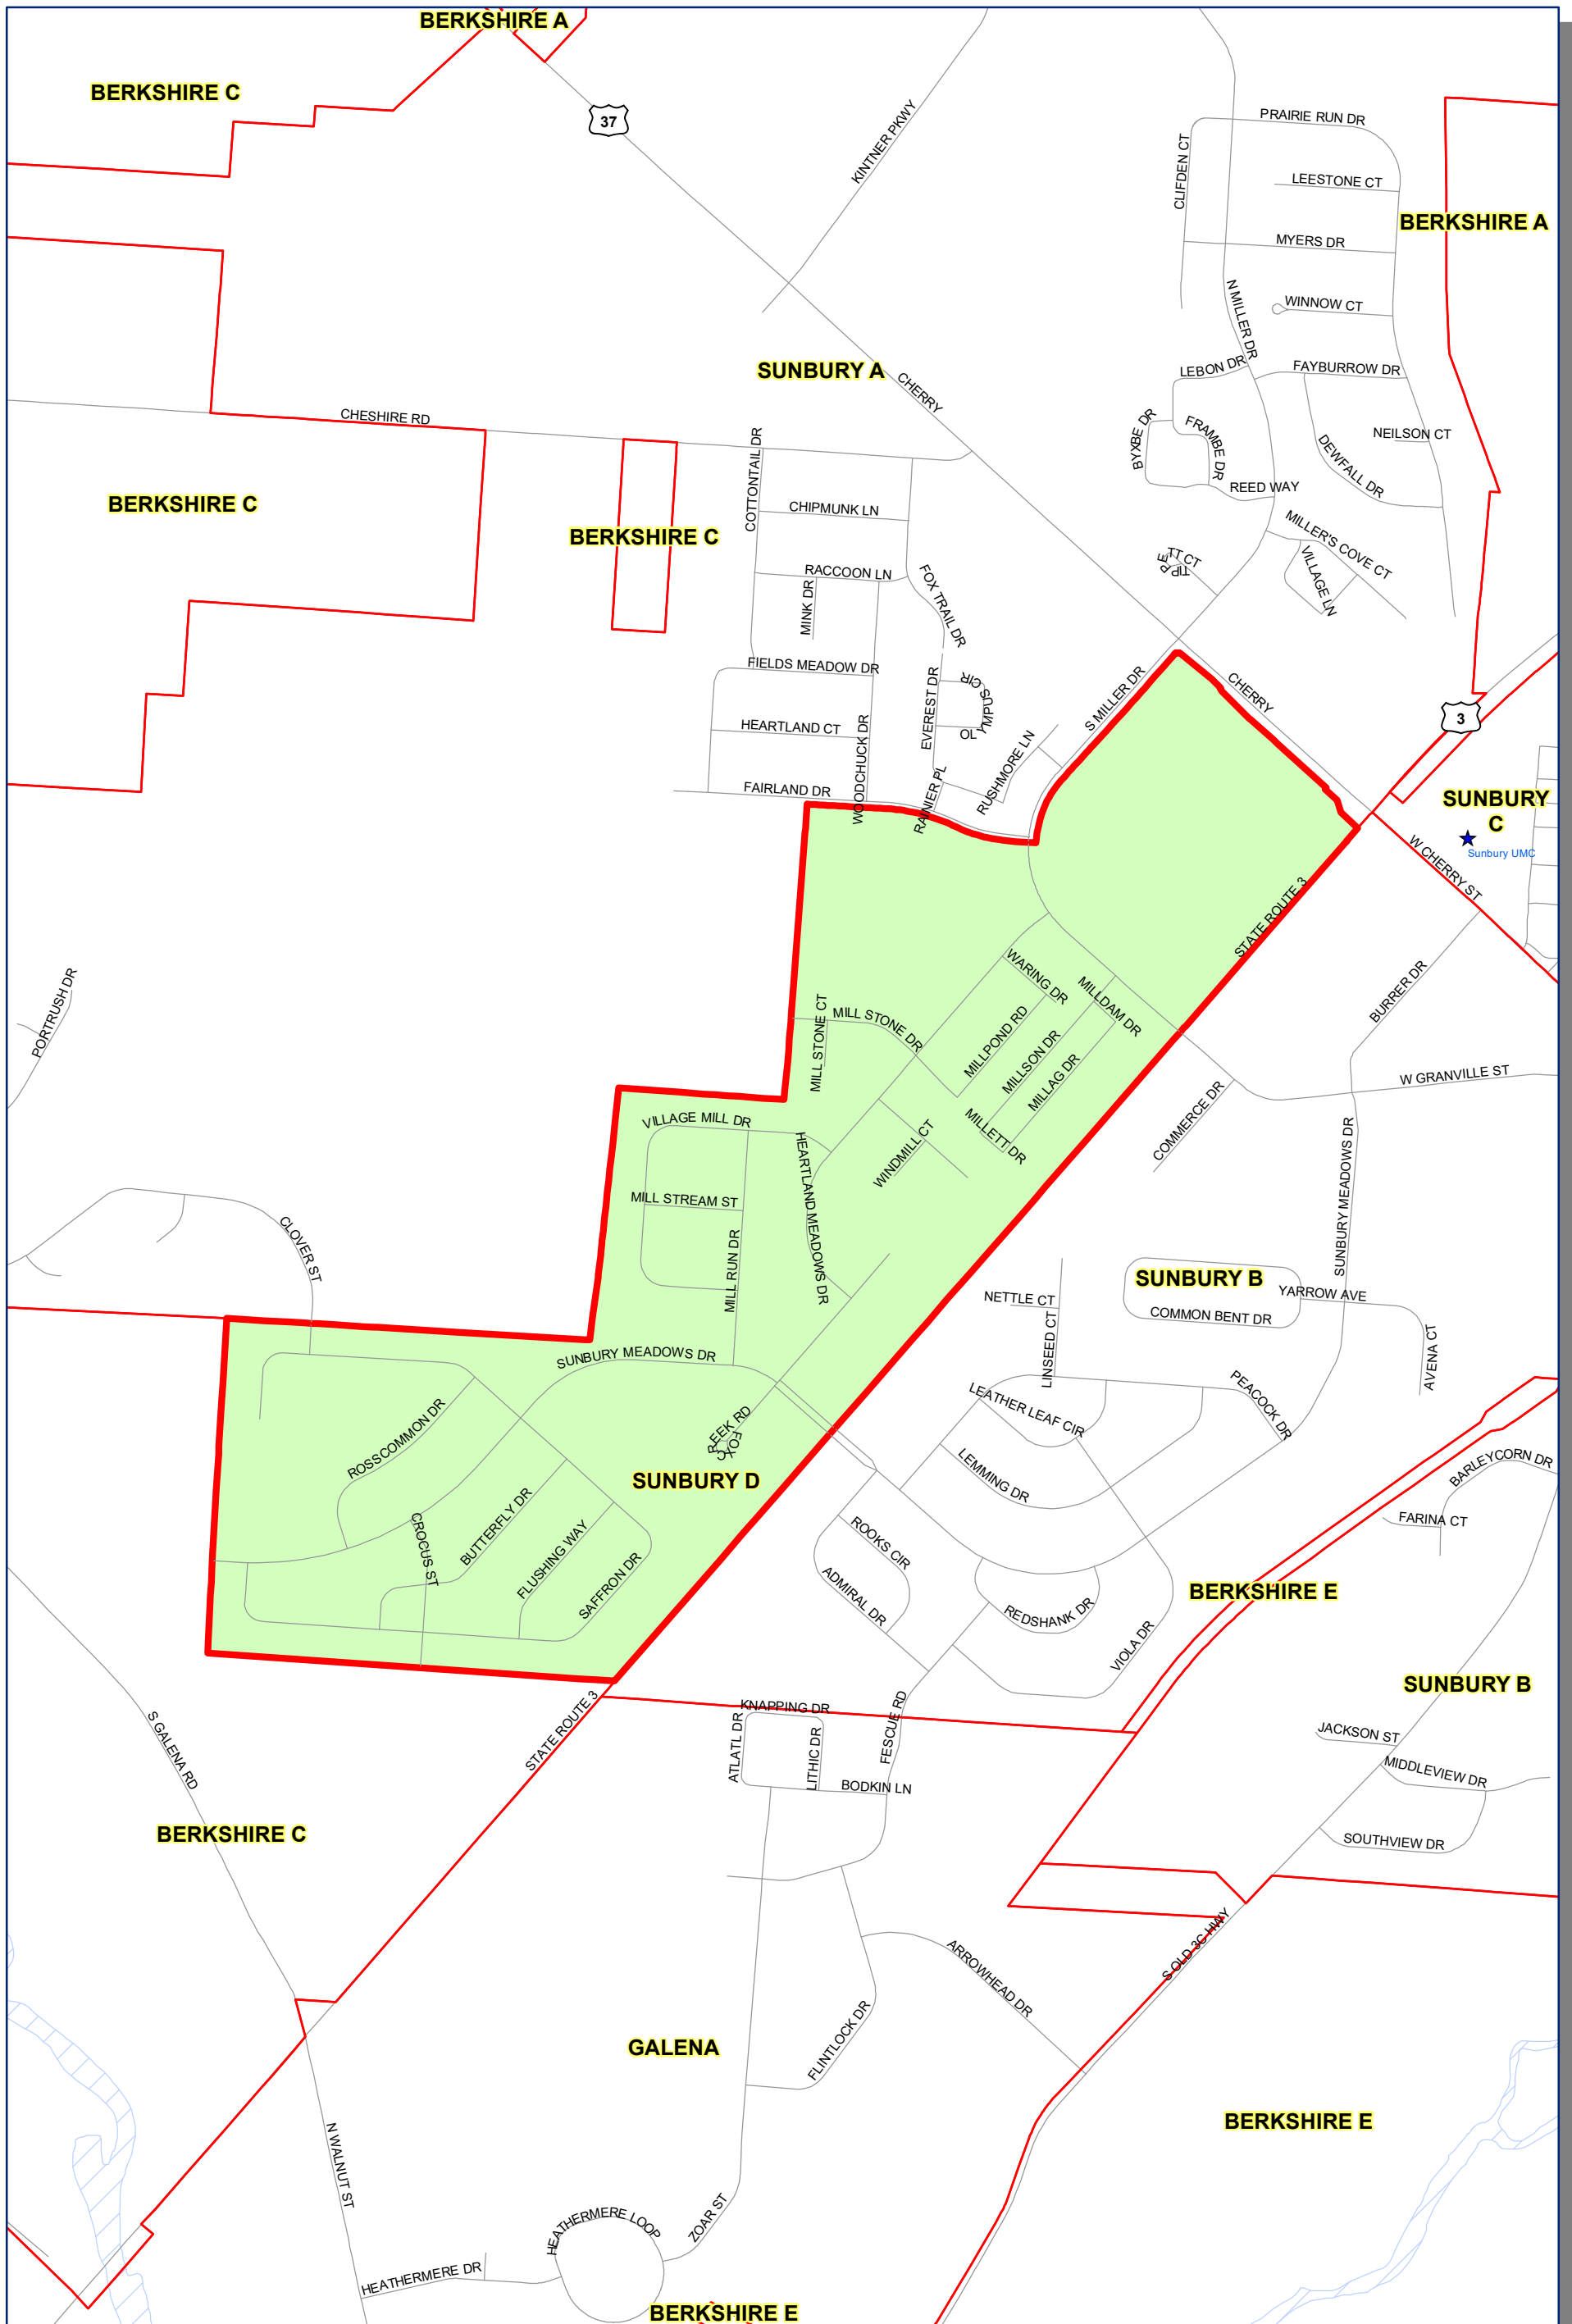 BERKSHIRE A
BERKSHIRE C
37
KINTNER PKWY
PRAIRIE RUN DR
CLIFDEN CT
LEESTONE CT
BERKSHIRE A
MYERS DR
N MILLER DR
WINNOW CT
SUNBURY A
CHERRY
LEBON DR
FAYBURROW DR
CHESHIRE RD
COTTONTAIL DR
BYXBE DR
FRAMBE DR
NEILSON CT
DEWFALL DR
BERKSHIRE C
BERKSHIRE C
CHIPMUNK LN
REED WAY
MILLER'S COVE CT
VILLAGE LN
TIPPETT CT
RACCOON LN
MINK DR
FOX TRAIL DR
FIELDS MEADOW DR
EVEREST DR
OLYMPUS CIR
S MILLER DR
CHERRY
3
HEARTLAND CT
WOODCHUCK DR
RUSHMORE LN
FAIRLAND DR
RAINIER PL
SUNBURY
C
Sunbury UMC
W CHERRY ST
STATE ROUTE 3
PORTRUSH DR
WARING DR
MILLDAM DR
BURRER DR
MILL STONE CT
MILL STONE DR
MILLPOND RD
MILLSON DR
MILLAG DR
W GRANVILLE ST
COMMERCE DR
VILLAGE MILL DR
MILLETT DR
WINDMILL CT
HEARTLAND MEADOWS DR
SUNBURY MEADOWS DR
MILL STREAM ST
CLOVER ST
MILL RUN DR
SUNBURY B
NETTLE CT
YARROW AVE
COMMON BENT DR
LINSEED CT
AVENA CT
SUNBURY MEADOWS DR
PEACOCK DR
LEATHER LEAF CIR
ROSSCOMMON DR
FOX CREEK RD
SUNBURY D
LEMMING DR
BARLEYCORN DR
FARINA CT
BUTTERFLY DR
CROCUS ST
FLUSHING WAY
SAFFRON DR
ROOKS CIR
ADMIRAL DR
BERKSHIRE E
REDSHANK DR
VIOLA DR
SUNBURY B
S GALENA RD
STATE ROUTE 3
KNAPPING DR
ATLATL DR
LITHIC DR
FESCUE RD
BODKIN LN
JACKSON ST
MIDDLEVIEW DR
SOUTHVIEW DR
BERKSHIRE C
S OLD 3C HWY
ARROWHEAD DR
GALENA
FLINTLOCK DR
BERKSHIRE E
N WALNUT ST
HEATHERMERE LOOP
ZOAR ST
HEATHERMERE DR
BERKSHIRE E